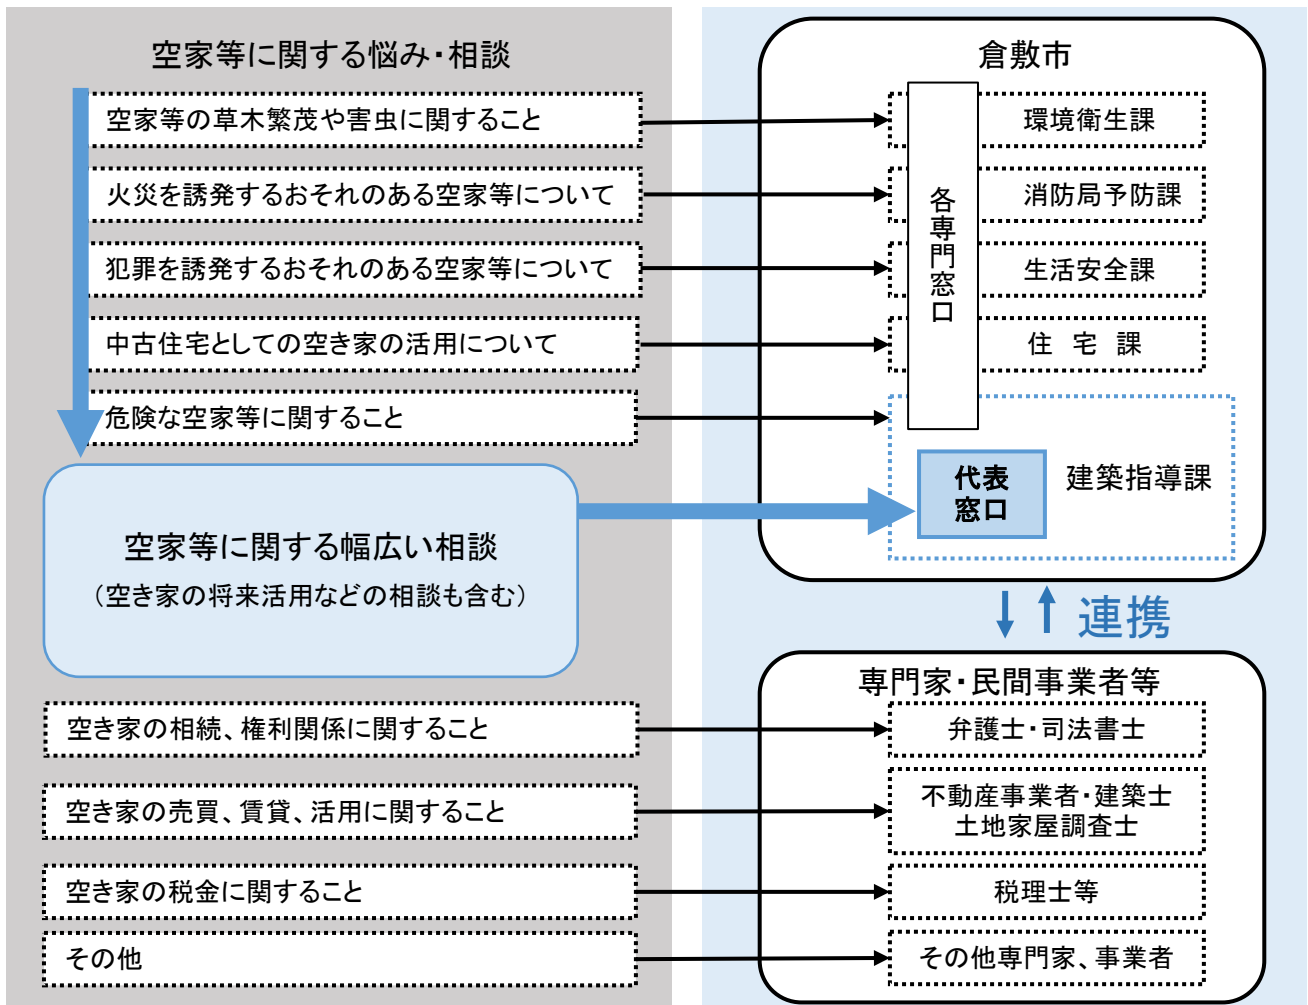 空家等に関する悩み・相談
空家等の草木繁茂や害虫に関すること
火災を誘発するおそれのある空家等について
犯罪を誘発するおそれのある空家等について
中古住宅としての空き家の活用について
危険な空家等に関すること
空家等に関する幅広い相談
（空き家の将来活用などの相談も含む）
空き家の相続、権利関係に関すること
空き家の売買、賃貸、活用に関すること
空き家の税金に関すること
その他
倉敷市
各専門窓口
環境衛生課
消防局予防課
生活安全課
住　宅　課
代表
窓口
建築指導課
連携
専門家・民間事業者等
弁護士・司法書士
不動産事業者・建築士
土地家屋調査士
税理士等
その他専門家、事業者